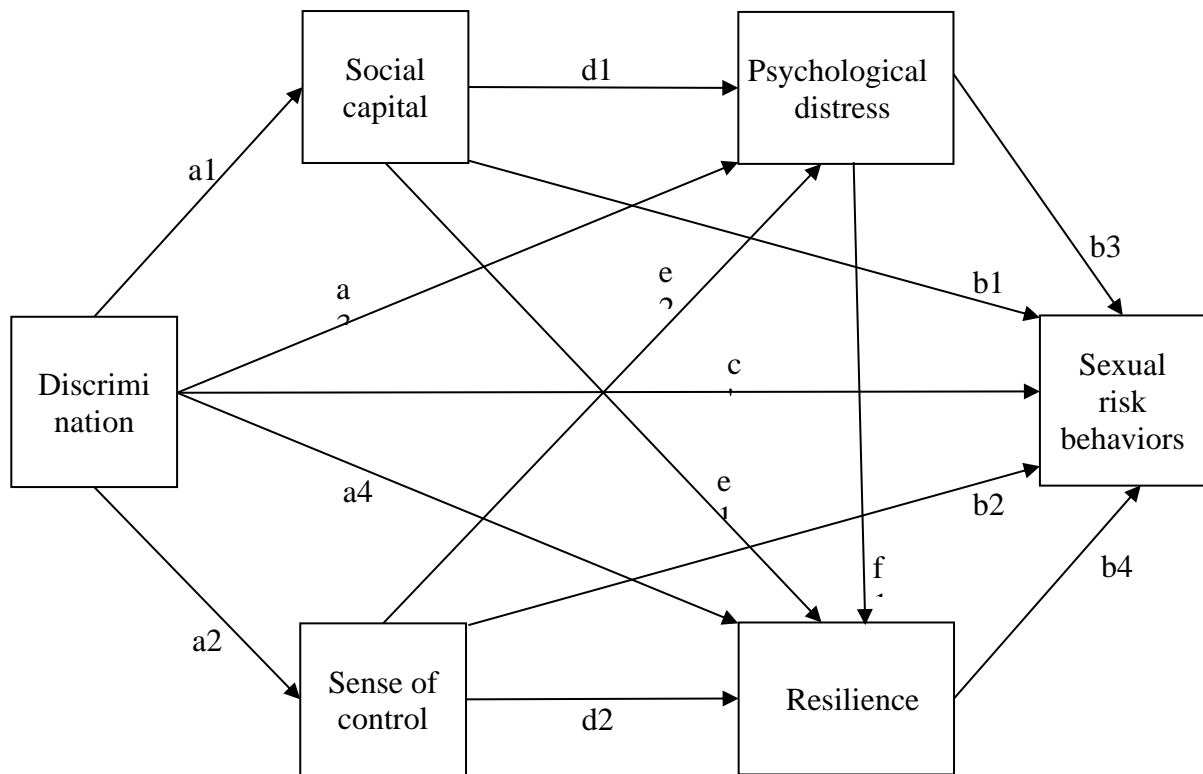 Social
capital
d1
Psychological
distress
a1
a
e
b1
b3
Discrimi
nation
c
Sexual
risk
behaviors
a4
e
b2
f
b4
a2
Sense of
control
d2
Resilience